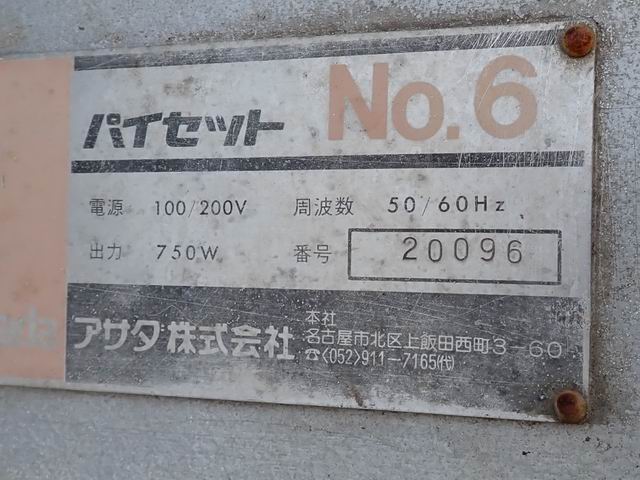 パイセット No.6
電源 100/200V 周波数 50/60Hz
出力 750W 番号 20096
アサダ株式会社
本社
名古屋市北区上飯田西町3-60
☎〈052〉911-7165(代)